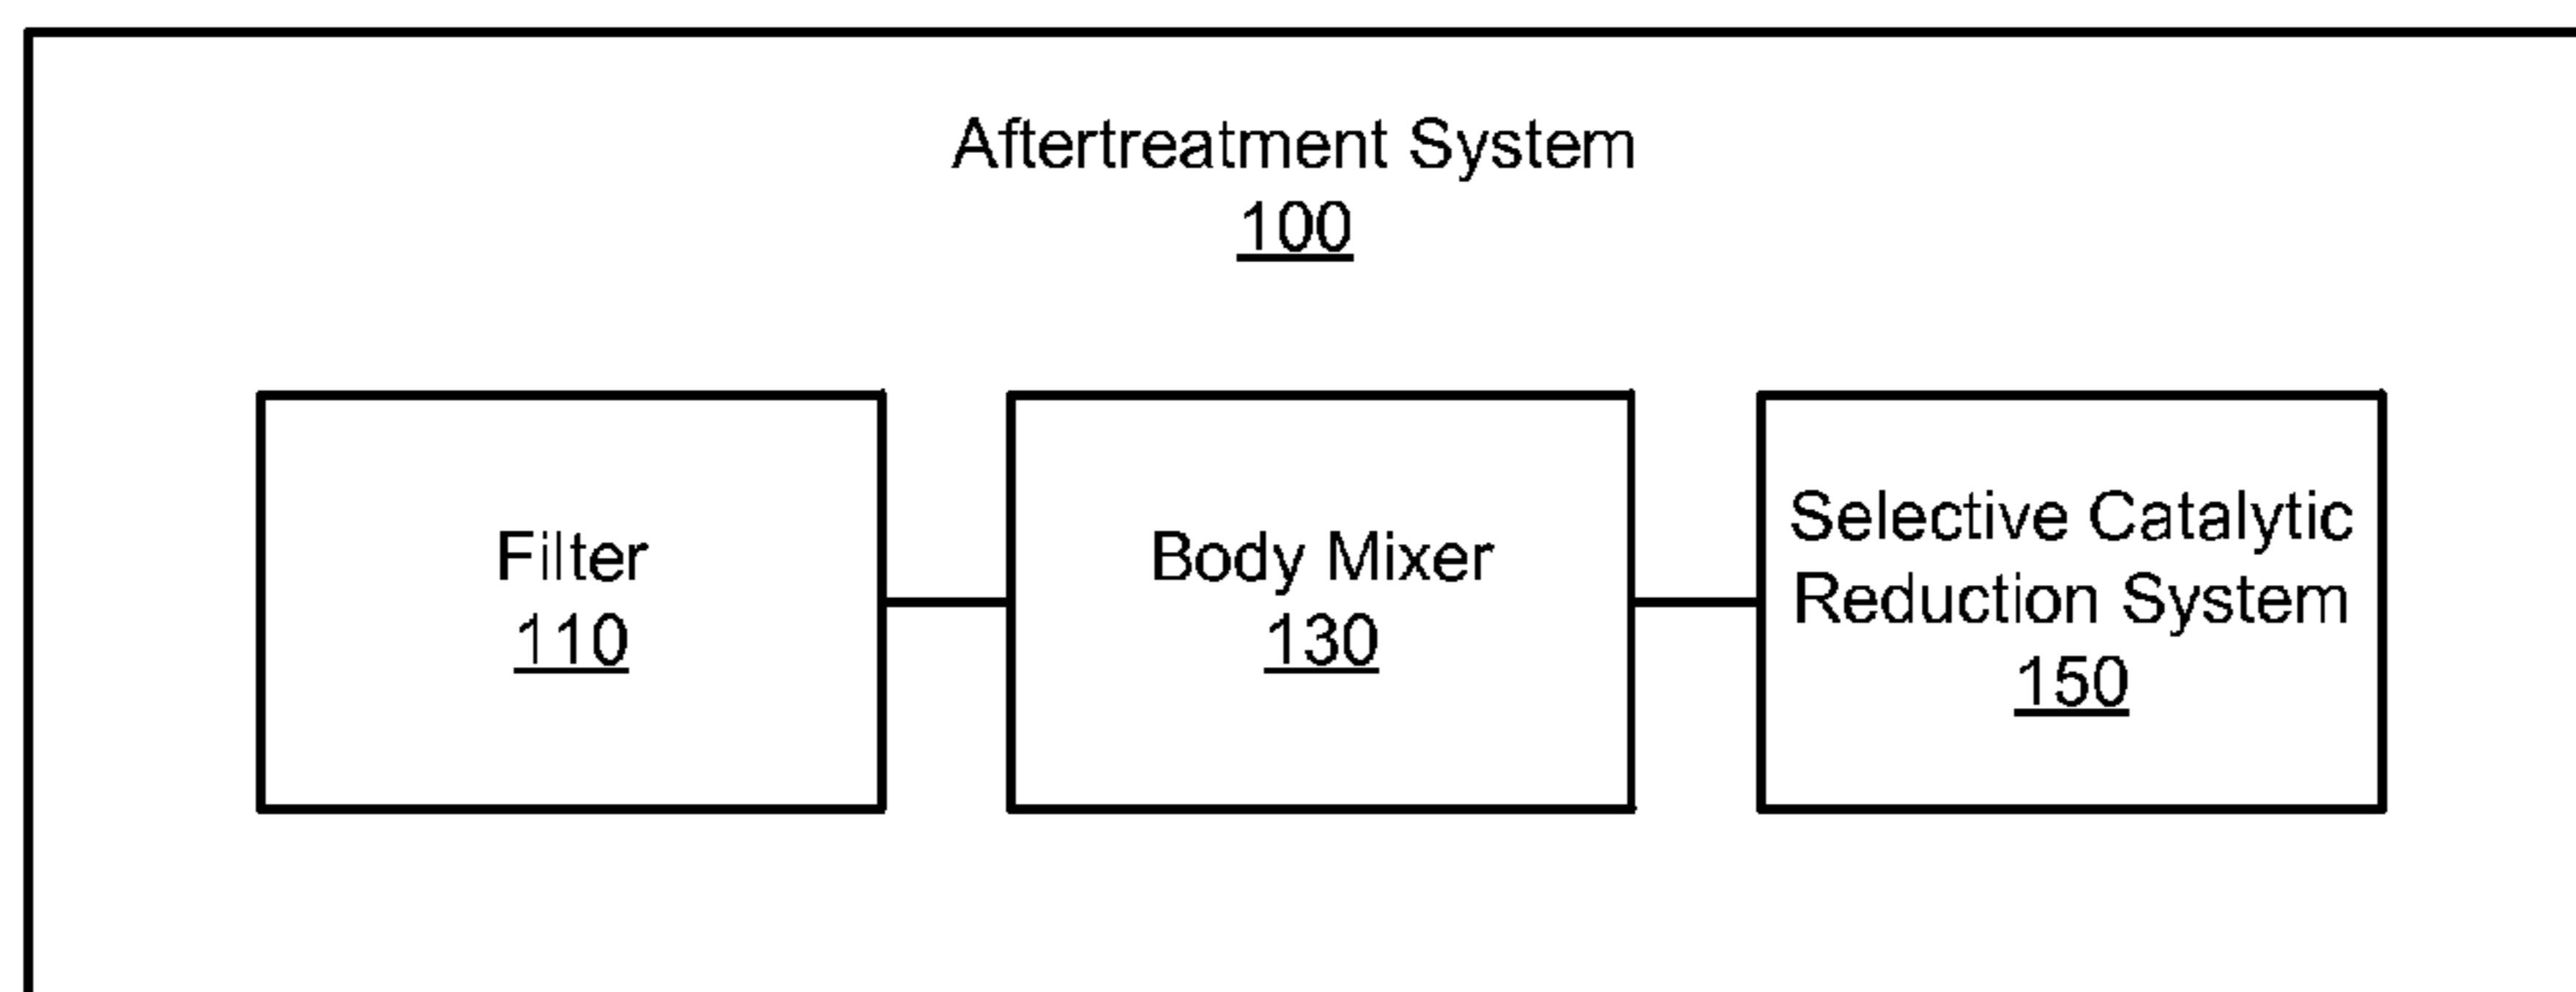 Aftertreatment System
100
Filter
110
Body Mixer
130
Selective Catalytic
Reduction System
150